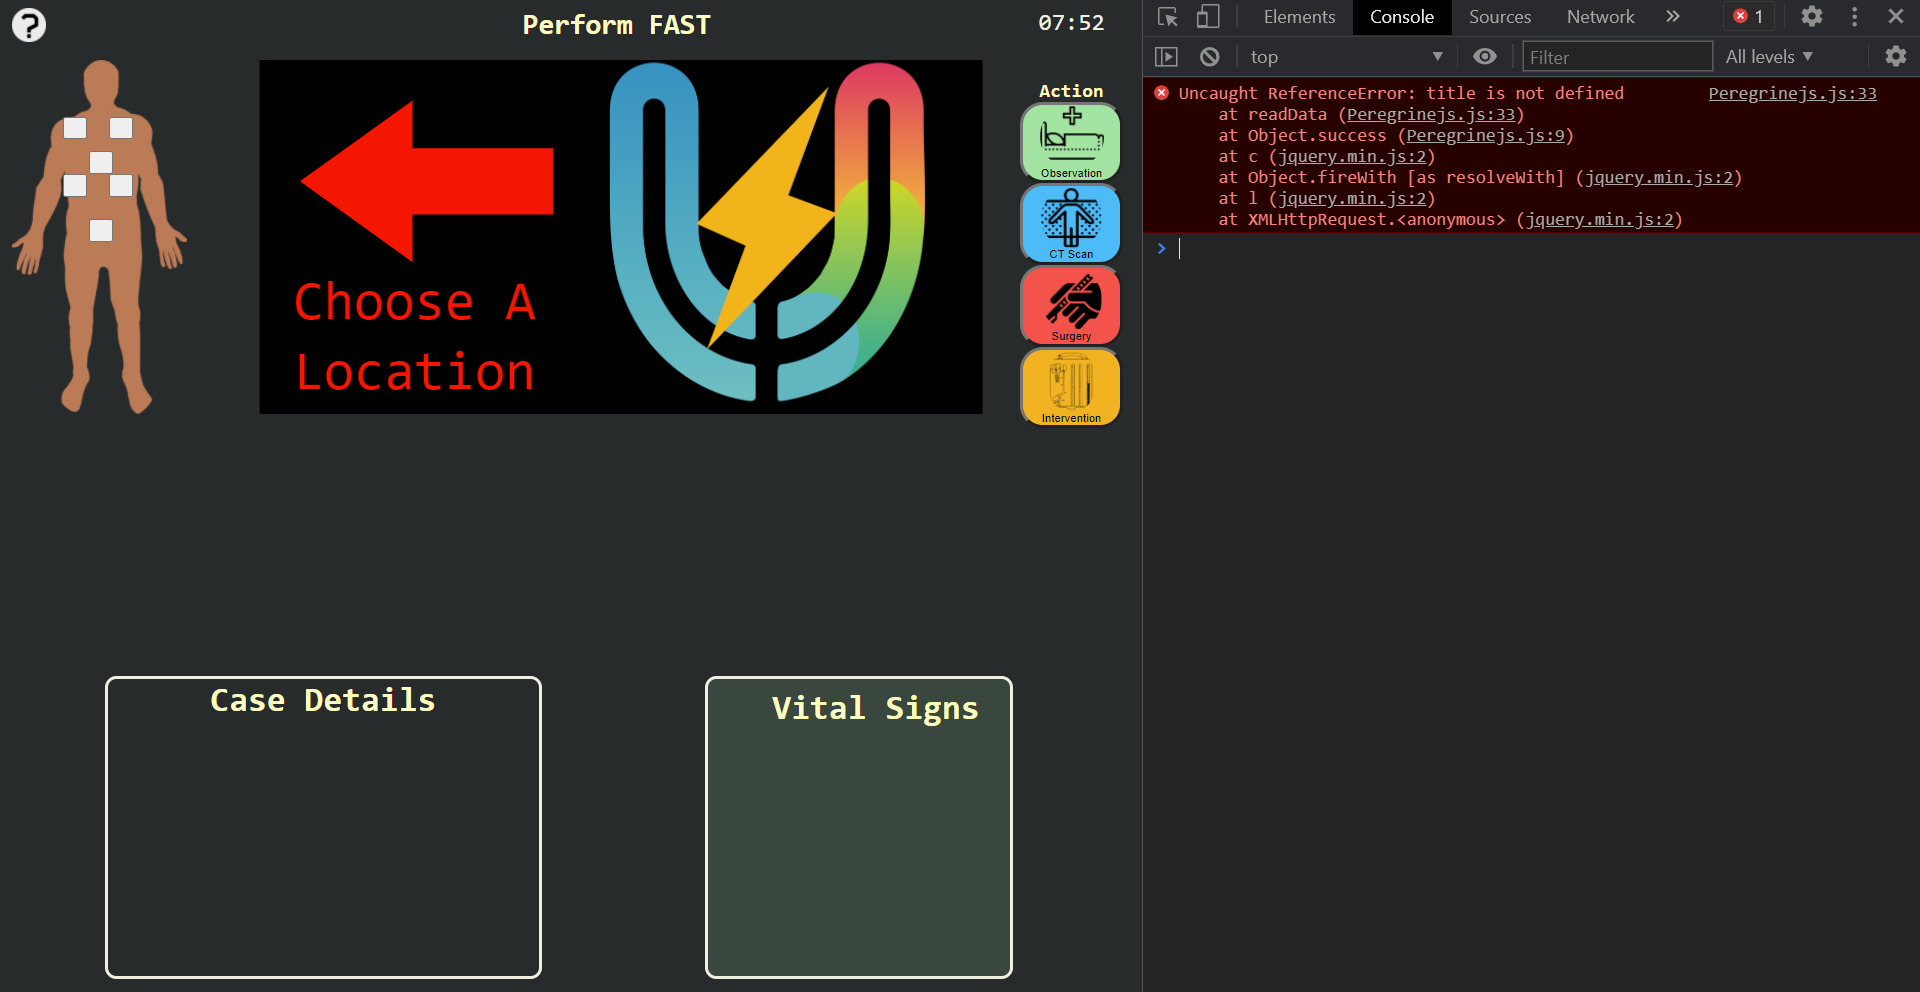 ?
Perform FAST
07:52
Choose A
Location
Action
Observation
CT Scan
Surgery
Intervention
Case Details
Vital Signs
Elements Console Sources Network » 1
top ▼ Filter All levels ▼
Uncaught ReferenceError: title is not defined Peregrinejs.js:33
at readData (Peregrinejs.js:33)
at Object.success (Peregrinejs.js:9)
at c (jquery.min.js:2)
at Object.fireWith [as resolveWith] (jquery.min.js:2)
at l (jquery.min.js:2)
at XMLHttpRequest.<anonymous> (jquery.min.js:2)
>